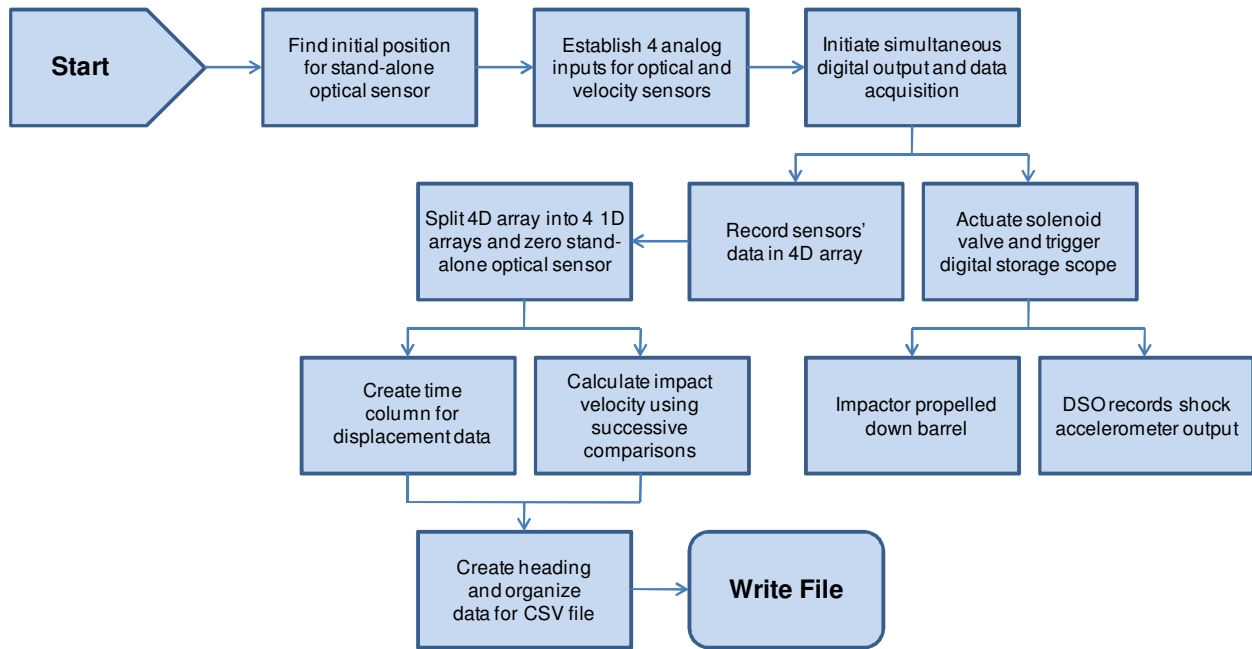 Start
Find initial position
for stand-alone
optical sensor
Establish 4 analog
inputs for optical and
velocity sensors
Initiate simultaneous
digital output and data
acquisition
Split 4D array into 4 1D
arrays and zero stand-
alone optical sensor
Record sensors’
data in 4D array
Actuate solenoid
valve and trigger
digital storage scope
Create time
column for
displacement data
Calculate impact
velocity using
successive
comparisons
Impactor propelled
down barrel
DSO records shock
accelerometer output
Create heading
and organize
data for CSV file
Write File